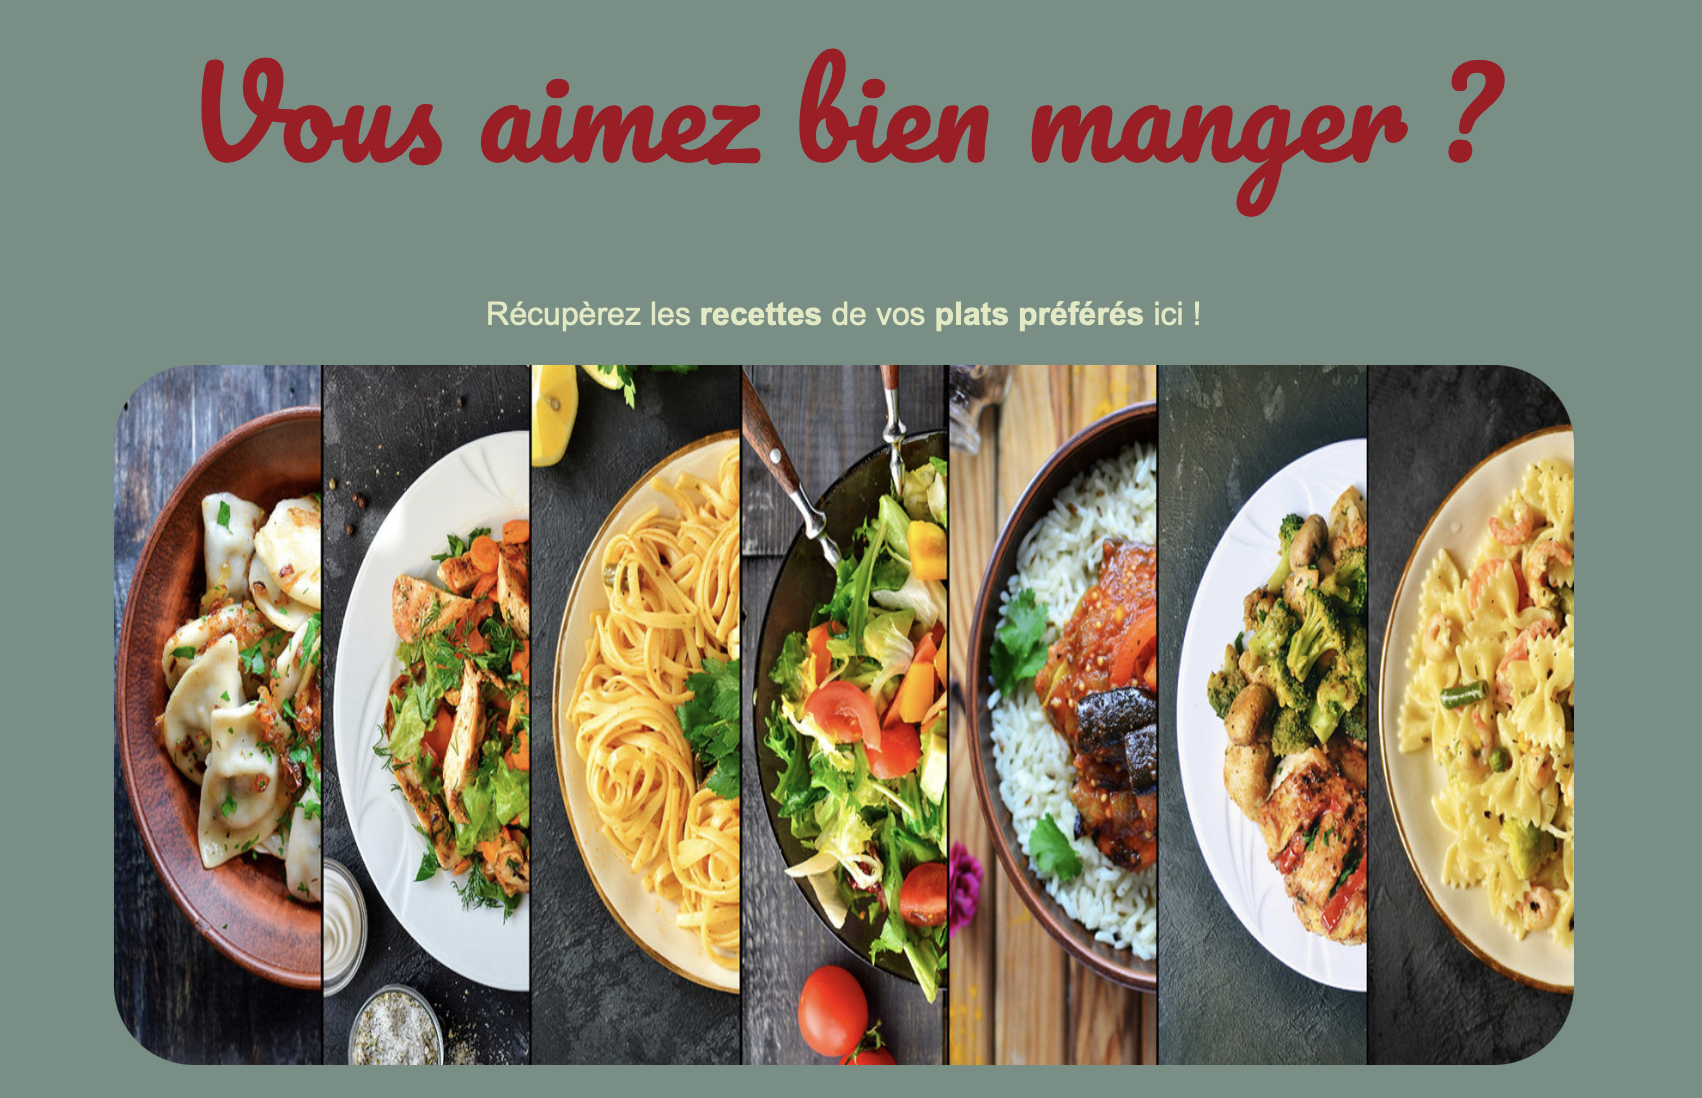 Vous aimez bien manger ?
Récupèrez les recettes de vos plats préférés ici !